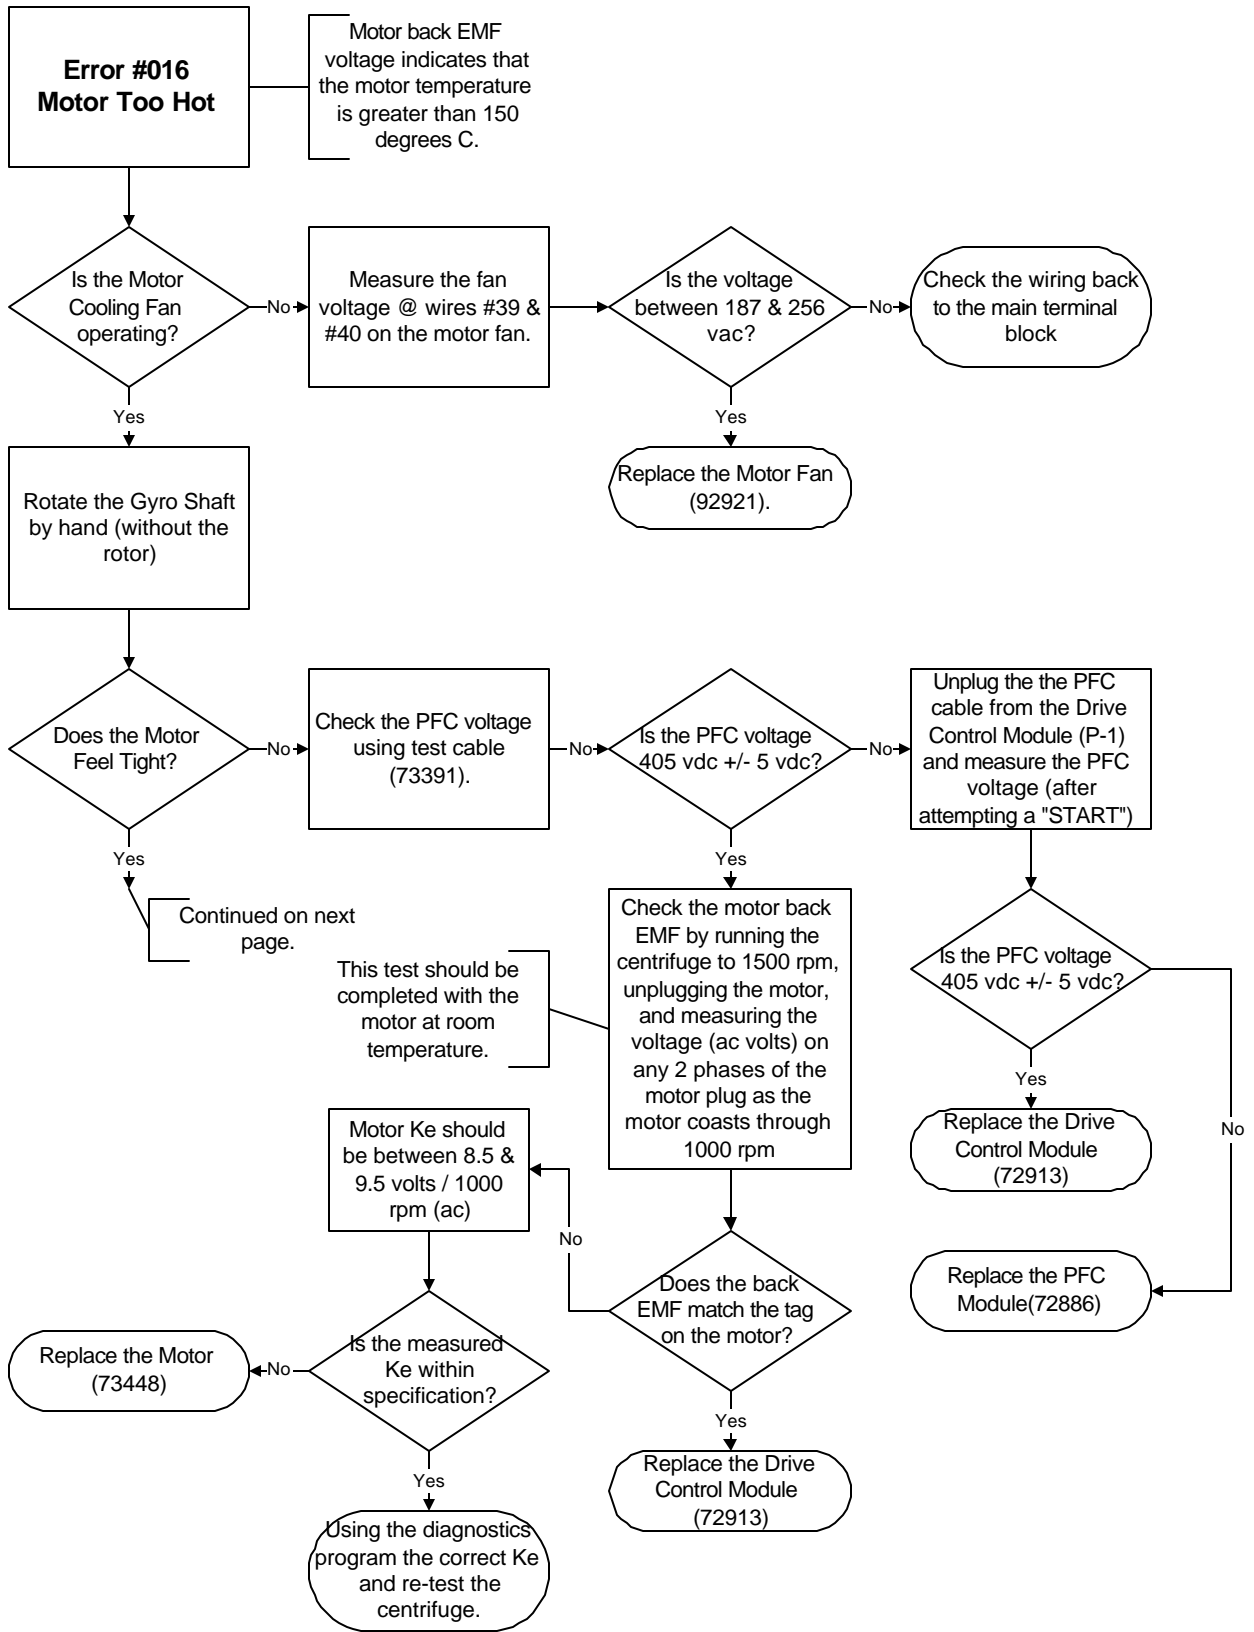 Error #016
Motor Too Hot
Motor back EMF
voltage indicates that
the motor temperature
is greater than 150
degrees C.
Is the Motor
Cooling Fan
operating?
No
Measure the fan
voltage @ wires #39 &
#40 on the motor fan.
Is the voltage
between 187 & 256
vac?
No
Check the wiring back
to the main terminal
block
Yes
Yes
Replace the Motor Fan
(92921).
Rotate the Gyro Shaft
by hand (without the
rotor)
Does the Motor
Feel Tight?
No
Check the PFC voltage
using test cable
(73391).
No
Is the PFC voltage
405 vdc +/- 5 vdc?
No
Unplug the the PFC
cable from the Drive
Control Module (P-1)
and measure the PFC
voltage (after
attempting a "START")
Yes
Continued on next
page.
Yes
Check the motor back
EMF by running the
centrifuge to 1500 rpm,
unplugging the motor,
and measuring the
voltage (ac volts) on
any 2 phases of the
motor plug as the
motor coasts through
1000 rpm
This test should be
completed with the
motor at room
temperature.
Is the PFC voltage
405 vdc +/- 5 vdc?
Yes
Replace the Drive
Control Module
(72913)
No
Replace the PFC
Module(72886)
Motor Ke should
be between 8.5 &
9.5 volts / 1000
rpm (ac)
No
Does the back
EMF match the tag
on the motor?
Is the measured
Ke within
specification?
No
Replace the Motor
(73448)
Yes
Replace the Drive
Control Module
(72913)
Yes
Using the diagnostics
program the correct Ke
and re-test the
centrifuge.